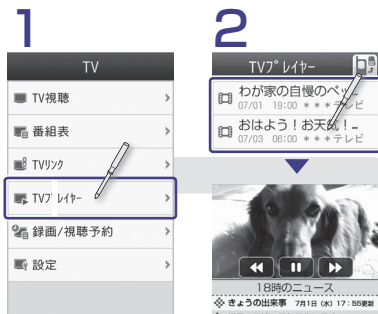 1
TV
TV視聴
番組表
TVリンク
TVプレイヤー
録画/視聴予約
設定
2
TVプレイヤー
わが家の自慢のペッ…
07/01 19:00 ***テレビ
おはよう!お天気!…
07/03 06:00 ***テレビ
18時のニュース
きょうの出来事 7月1日(水)17:55更新